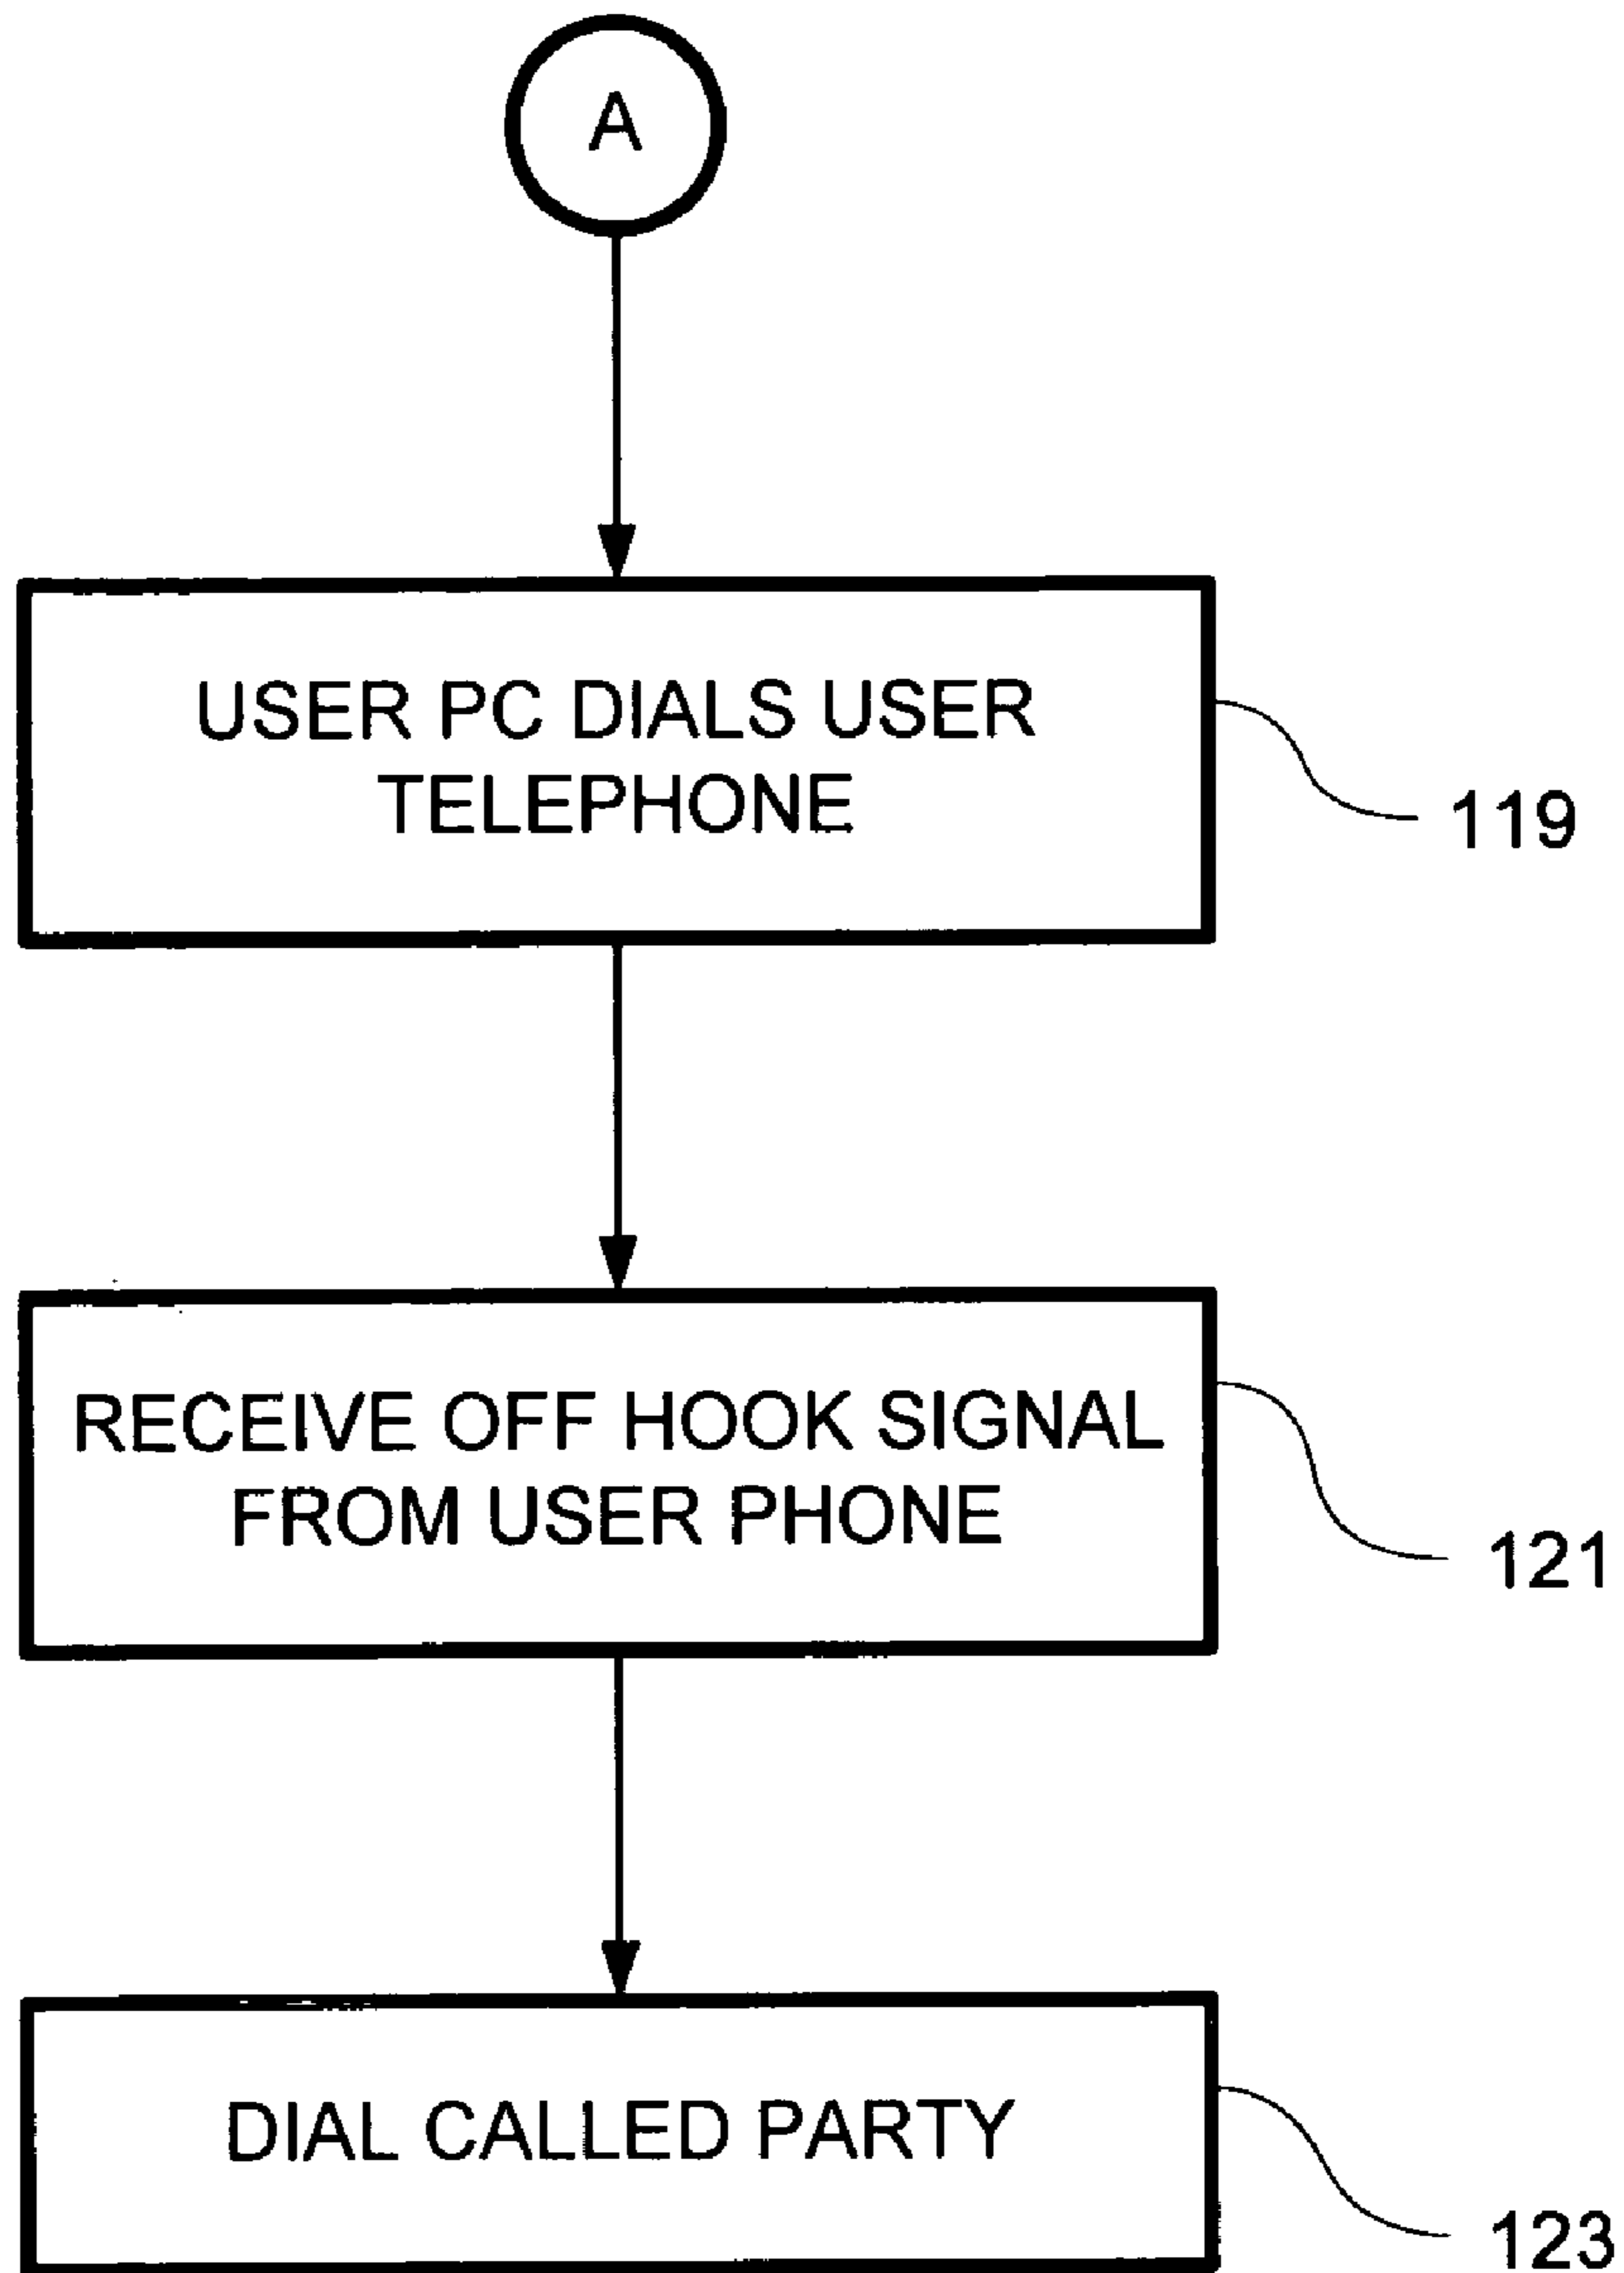 A
USER PC DIALS USER
TELEPHONE
119
RECEIVE OFF HOOK SIGNAL
FROM USER PHONE
121
DIAL CALLED PARTY
123